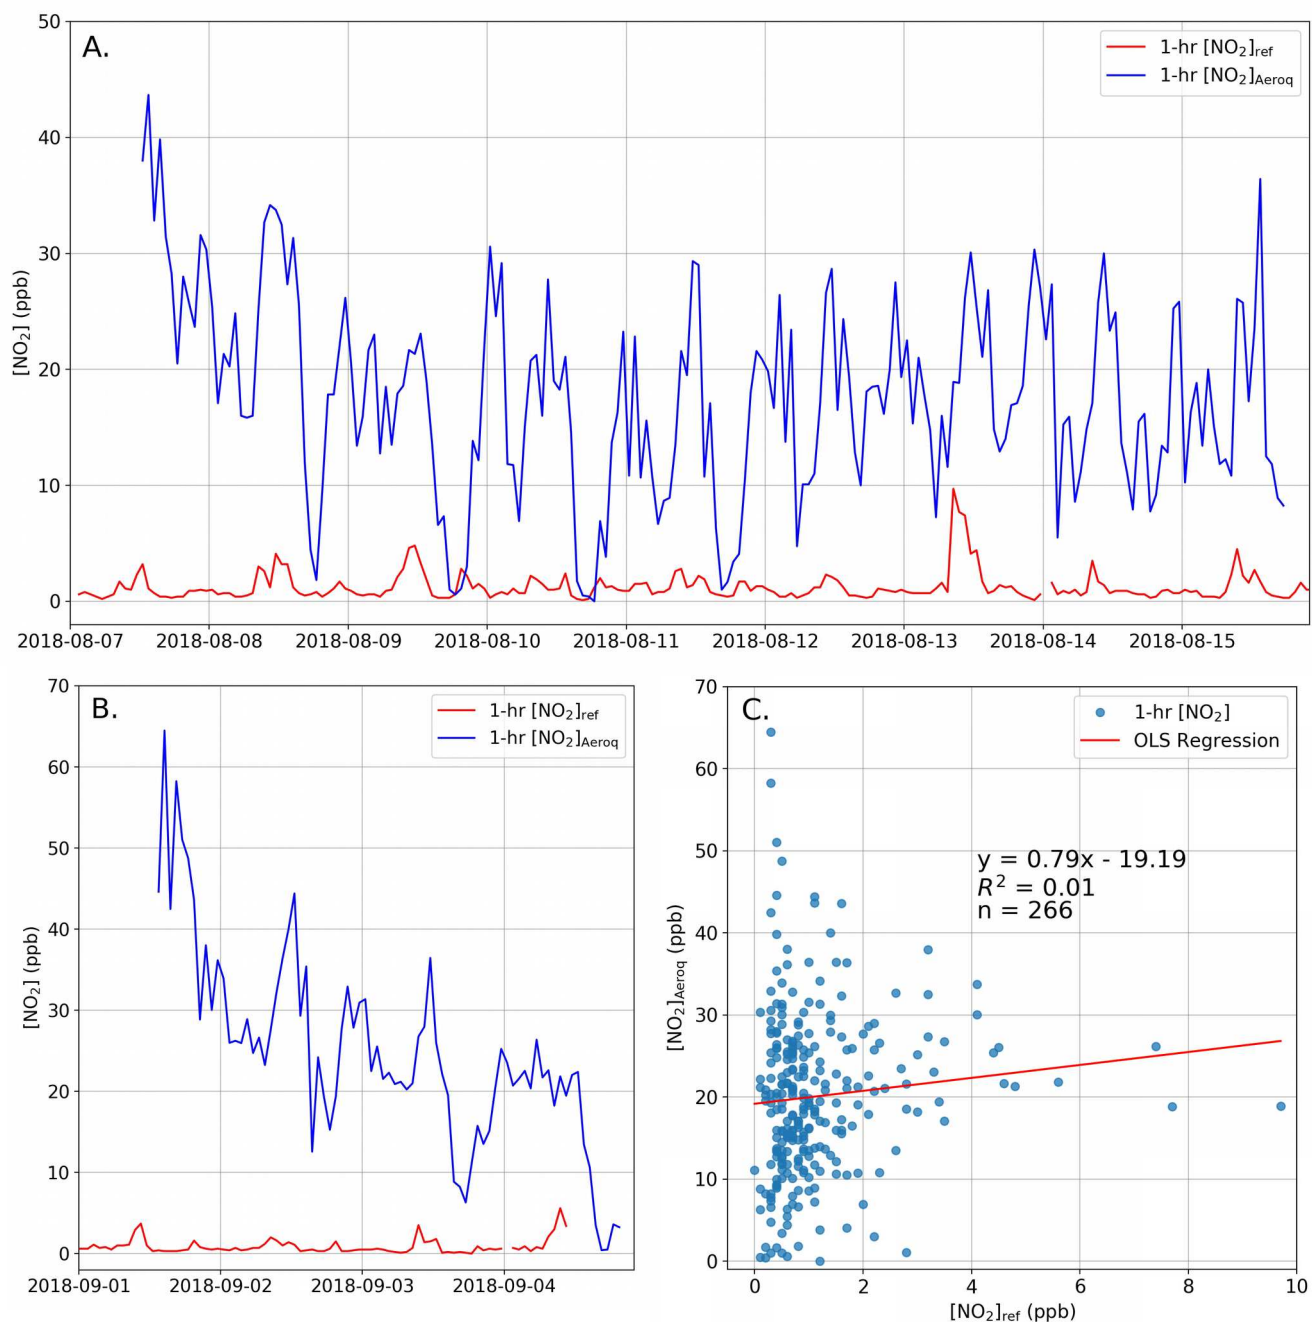 A.
1-hr [NO2]ref
1-hr [NO2]Aeroq
[NO2] (ppb)
50
40
30
20
10
0
2018-08-07 2018-08-08 2018-08-09 2018-08-10 2018-08-11 2018-08-12 2018-08-13 2018-08-14 2018-08-15
B.
1-hr [NO2]ref
1-hr [NO2]Aeroq
[NO2] (ppb)
70
60
50
40
30
20
10
0
2018-09-01 2018-09-02 2018-09-03 2018-09-04
C.
1-hr [NO2]
OLS Regression
y = 0.79x - 19.19
R2 = 0.01
n = 266
[NO2]Aeroq (ppb)
70
60
50
40
30
20
10
0
0 2 4 6 8 10
[NO2]ref (ppb)